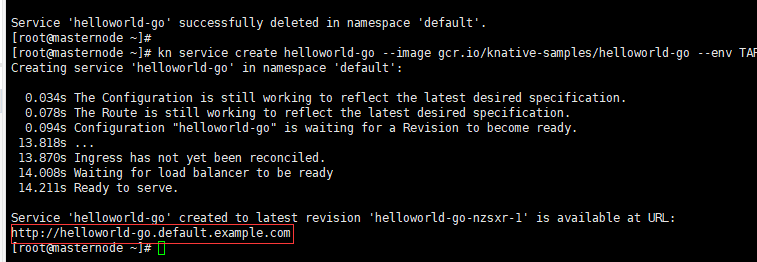 Service 'helloworld-go' successfully deleted in namespace 'default'.
[root@masternode ~]#
[root@masternode ~]# kn service create helloworld-go --image gcr.io/knative-samples/helloworld-go --env
Creating service 'helloworld-go' in namespace 'default':
0.034s The Configuration is still working to reflect the latest desired specification.
0.078s The Route is still working to reflect the latest desired specification.
0.094s Configuration "helloworld-go" is waiting for a Revision to become ready.
13.818s ...
13.870s Ingress has not yet been reconciled.
14.008s Waiting for load balancer to be ready
14.211s Ready to serve.
Service 'helloworld-go' created to latest revision 'helloworld-go-nzsxr-1' is available at URL:
http://helloworld-go.default.example.com
[root@masternode ~]#